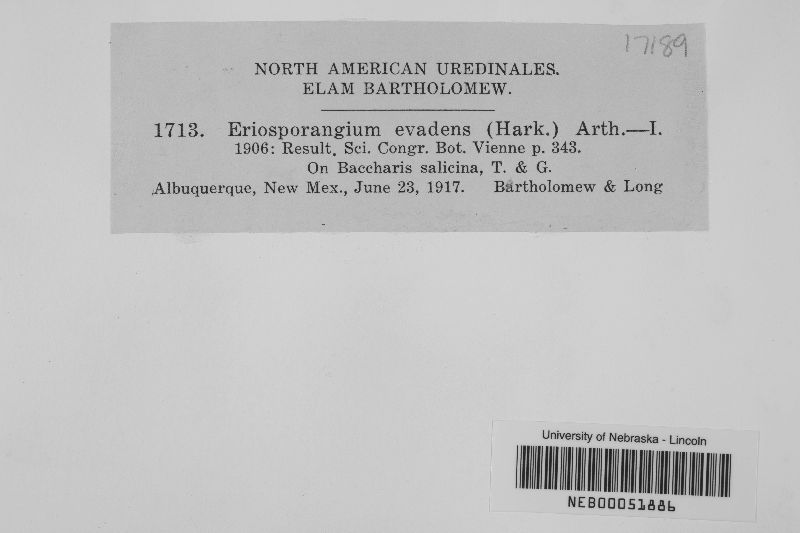 17189
NORTH AMERICAN UREDINALES.
ELAM BARTHOLOMEW.
1713. Eriosporangium evadens (Hark.) Arth.—I.
1906: Result. Sci. Congr. Bot. Vienne p. 343.
On Baccharis salicina, T. & G.
Albuquerque, New Mex., June 23, 1917. Bartholomew & Long
University of Nebraska - Lincoln
NEB00051886